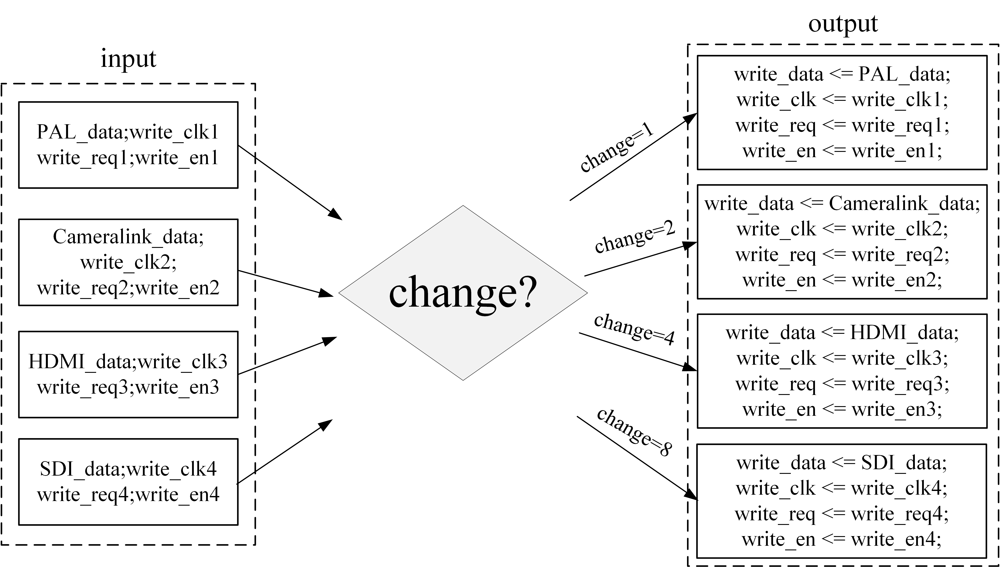 input
PAL_data;write_clk1
write_req1;write_en1
Cameralink_data;
write_clk2;
write_req2;write_en2
HDMI_data;write_clk3
write_req3;write_en3
SDI_data;write_clk4
write_req4;write_en4
change?
change=1
change=2
change=4
change=8
output
write_data <= PAL_data;
write_clk <= write_clk1;
write_req <= write_req1;
write_en <= write_en1;
write_data <= Cameralink_data;
write_clk <= write_clk2;
write_req <= write_req2;
write_en <= write_en2;
write_data <= HDMI_data;
write_clk <= write_clk3;
write_req <= write_req3;
write_en <= write_en3;
write_data <= SDI_data;
write_clk <= write_clk4;
write_req <= write_req4;
write_en <= write_en4;